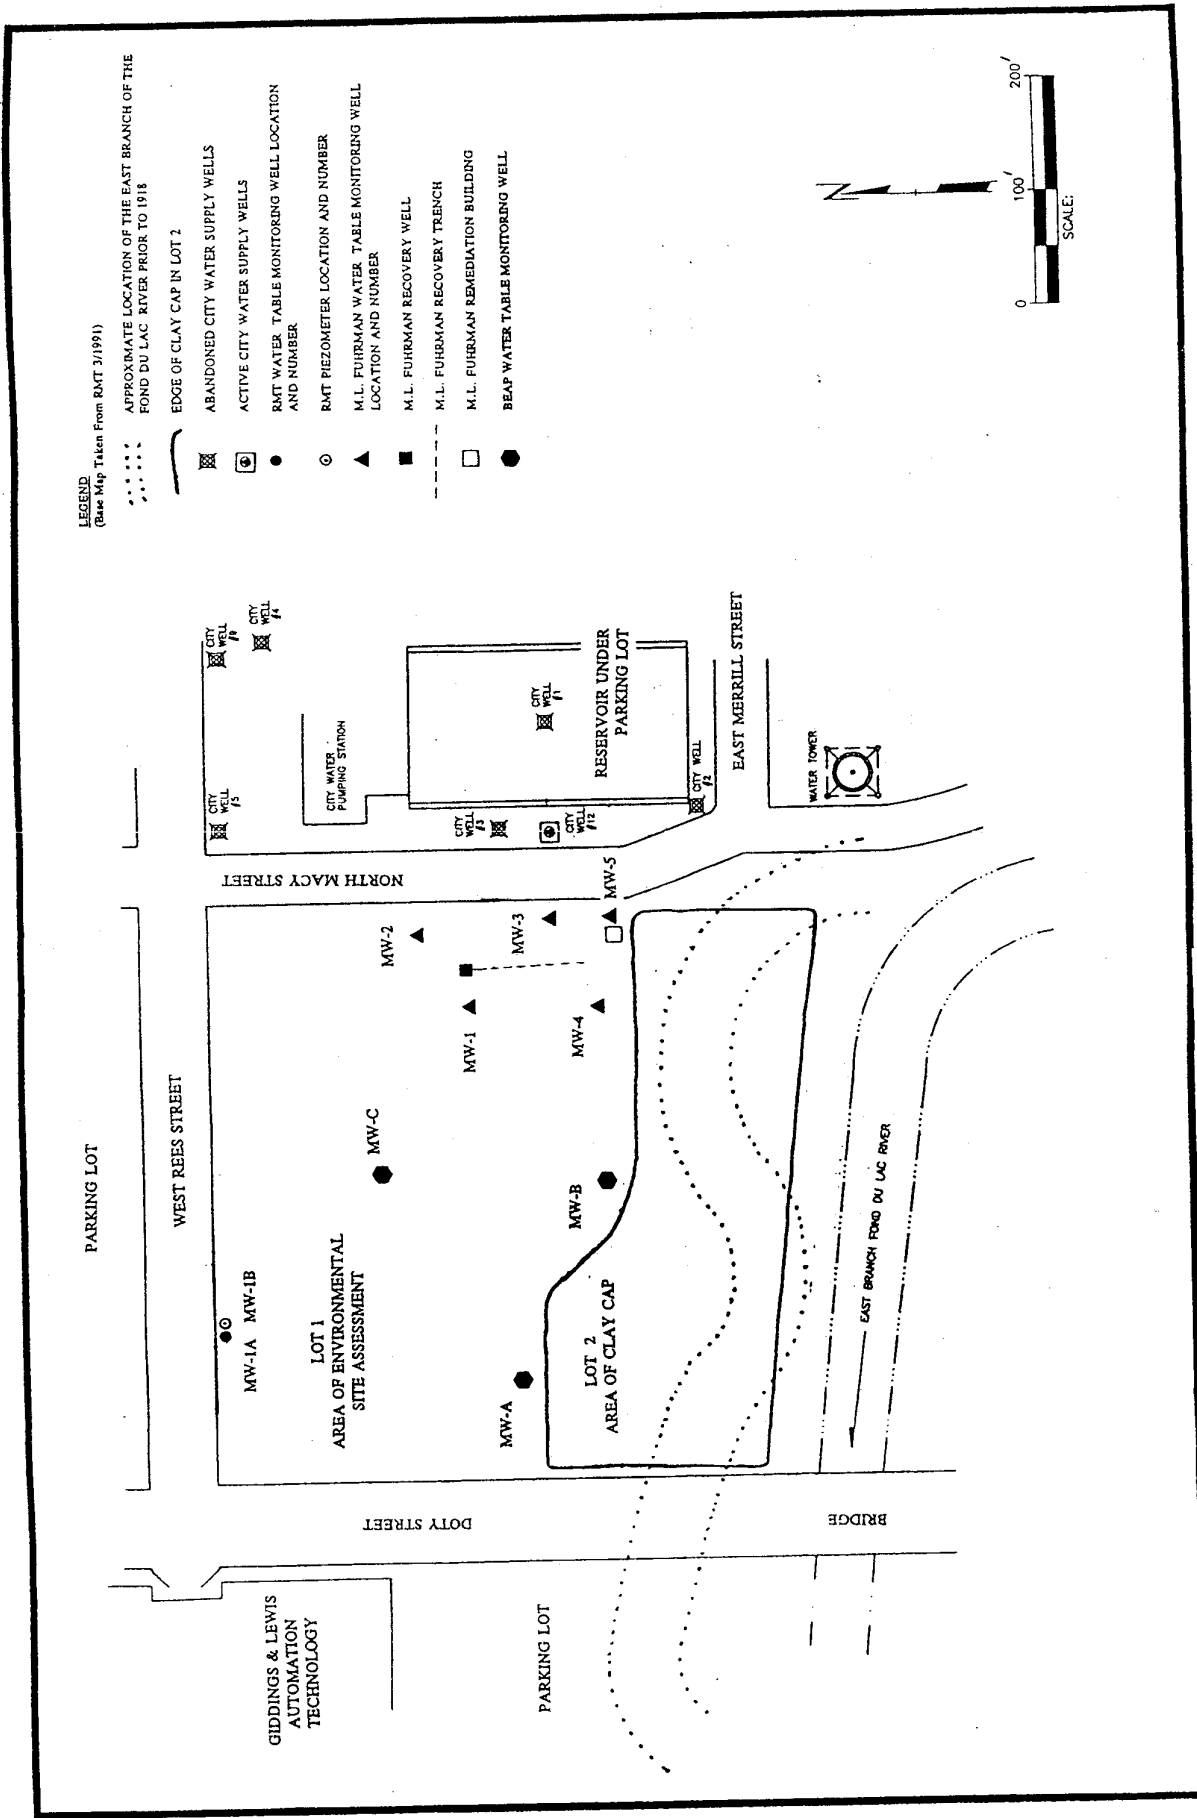 PARKING LOT
WEST REES STREET
GIDDINGS & LEWIS
AUTOMATION
TECHNOLOGY
PARKING LOT
DOTY STREET
BRIDGE
MW-1A MW-1B
LOT 1
AREA OF ENVIRONMENTAL
SITE ASSESSMENT
MW-C
MW-A
MW-B
LOT 2
AREA OF CLAY CAP
EAST BRANCH FOND DU LAC RIVER
MW-1
MW-2
MW-3
MW-4
MW-5
NORTH MACY STREET
CITY
WELL
#5
CITY
WELL
#9
CITY
WELL
#4
CITY WATER
PUMPING STATION
CITY
WELL
#3
CITY
WELL
#12
CITY
WELL
#1
RESERVOIR UNDER
PARKING LOT
CITY WELL
#2
EAST MERRILL STREET
WATER TOWER
LEGEND
(Base Map Taken From RMT 3/1991)
APPROXIMATE LOCATION OF THE EAST BRANCH OF THE
FOND DU LAC RIVER PRIOR TO 1918
EDGE OF CLAY CAP IN LOT 2
ABANDONED CITY WATER SUPPLY WELLS
ACTIVE CITY WATER SUPPLY WELLS
RMT WATER TABLE MONITORING WELL LOCATION
AND NUMBER
RMT PIEZOMETER LOCATION AND NUMBER
M.L. FUHRMAN WATER TABLE MONITORING WELL
LOCATION AND NUMBER
M.L. FUHRMAN RECOVERY WELL
M.L. FUHRMAN RECOVERY TRENCH
M.L. FUHRMAN REMEDIATION BUILDING
BEAP WATER TABLE MONITORING WELL
N
0 100' 200'
SCALE: